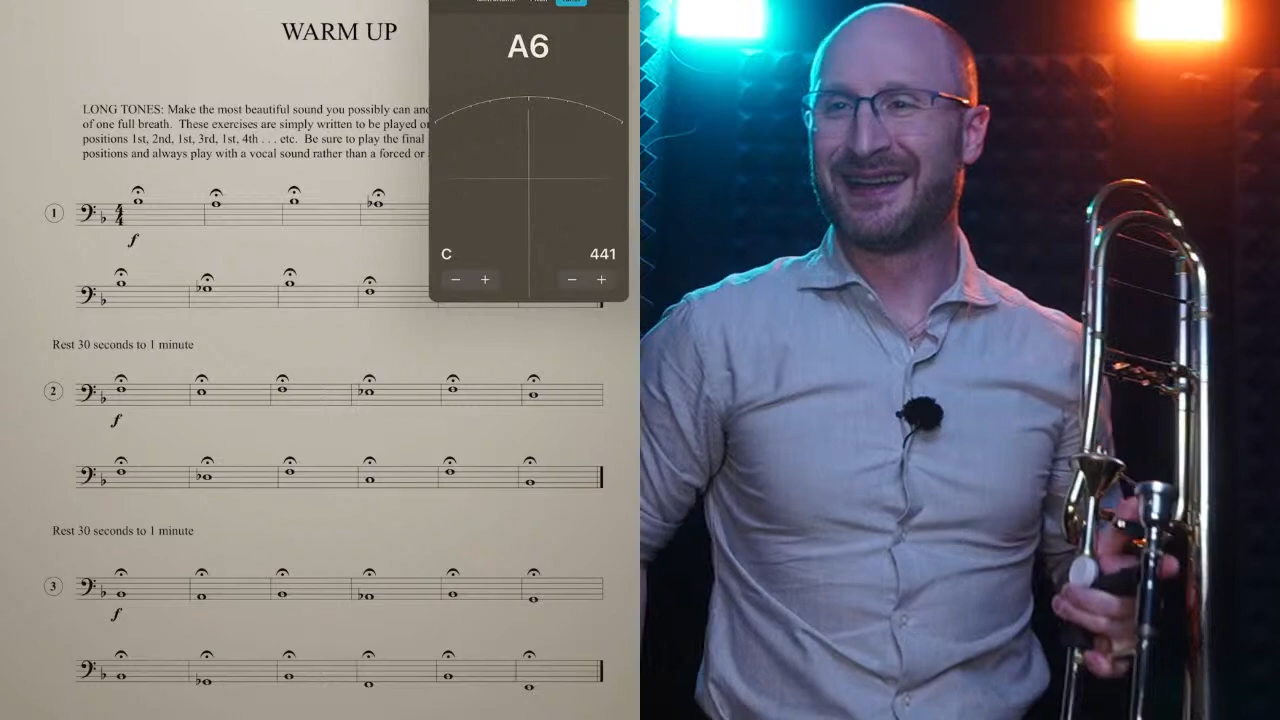 WARM UP
A6
LONG TONES: Make the most beautiful sound you possibly can and
of one full breath. These exercises are simply written to be played on
positions 1st, 2nd, 1st, 3rd, 1st, 4th . . . etc. Be sure to play the final
positions and always play with a vocal sound rather than a forced or
1
4
4
f
C 441
− + − +
Rest 30 seconds to 1 minute
2
f
Rest 30 seconds to 1 minute
3
f